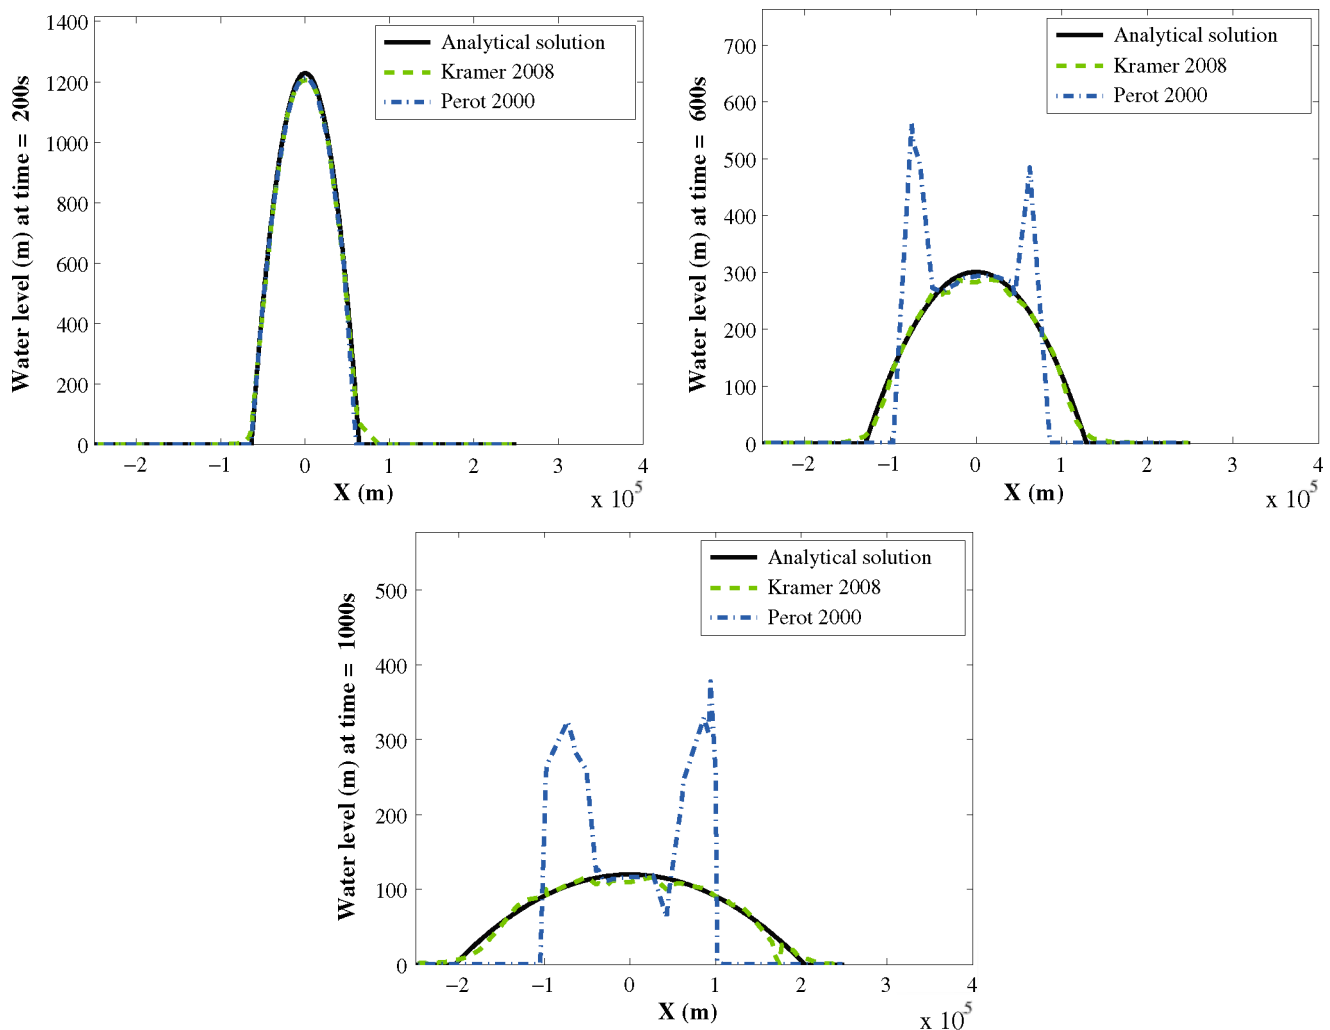 Water level (m) at time = 200s
1400
1200
1000
800
600
400
200
0
−2 −1 0 1 2 3 4
X (m)
x 10^5
Analytical solution
Kramer 2008
Perot 2000
Water level (m) at time = 600s
700
600
500
400
300
200
100
0
−2 −1 0 1 2 3 4
X (m)
x 10^5
Analytical solution
Kramer 2008
Perot 2000
Water level (m) at time = 1000s
500
400
300
200
100
0
−2 −1 0 1 2 3 4
X (m)
x 10^5
Analytical solution
Kramer 2008
Perot 2000